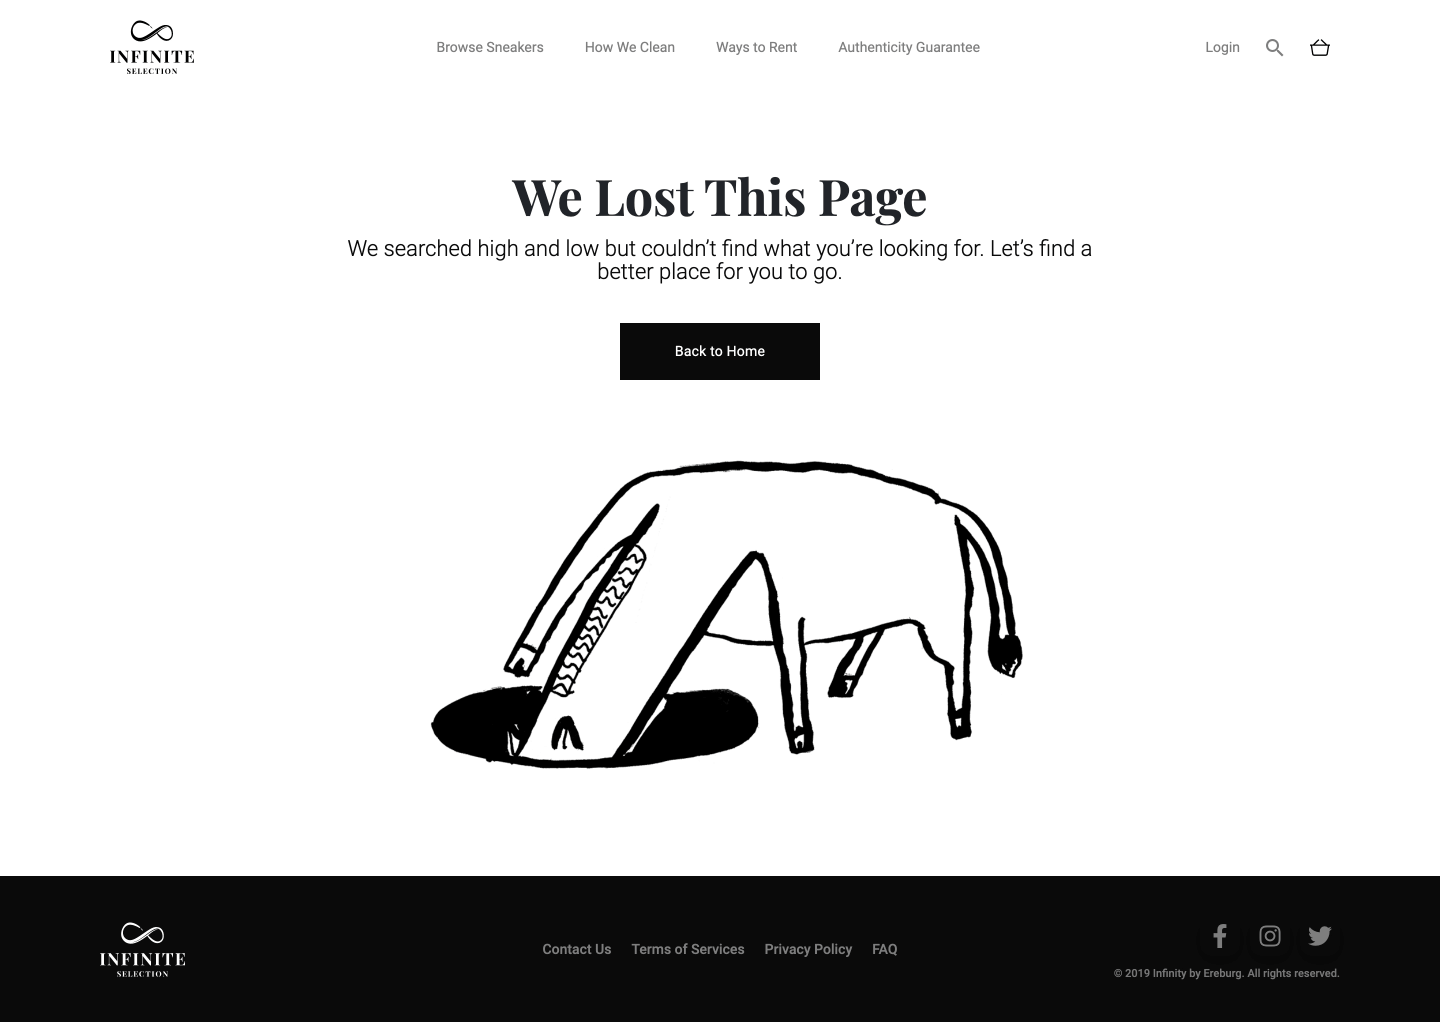 INFINITE
SELECTION
Browse Sneakers
How We Clean
Ways to Rent
Authenticity Guarantee
Login
We Lost This Page
We searched high and low but couldn’t find what you’re looking for. Let’s find a
better place for you to go.
Back to Home
INFINITE
SELECTION
Contact Us
Terms of Services
Privacy Policy
FAQ
© 2019 Infinity by Ereburg. All rights reserved.